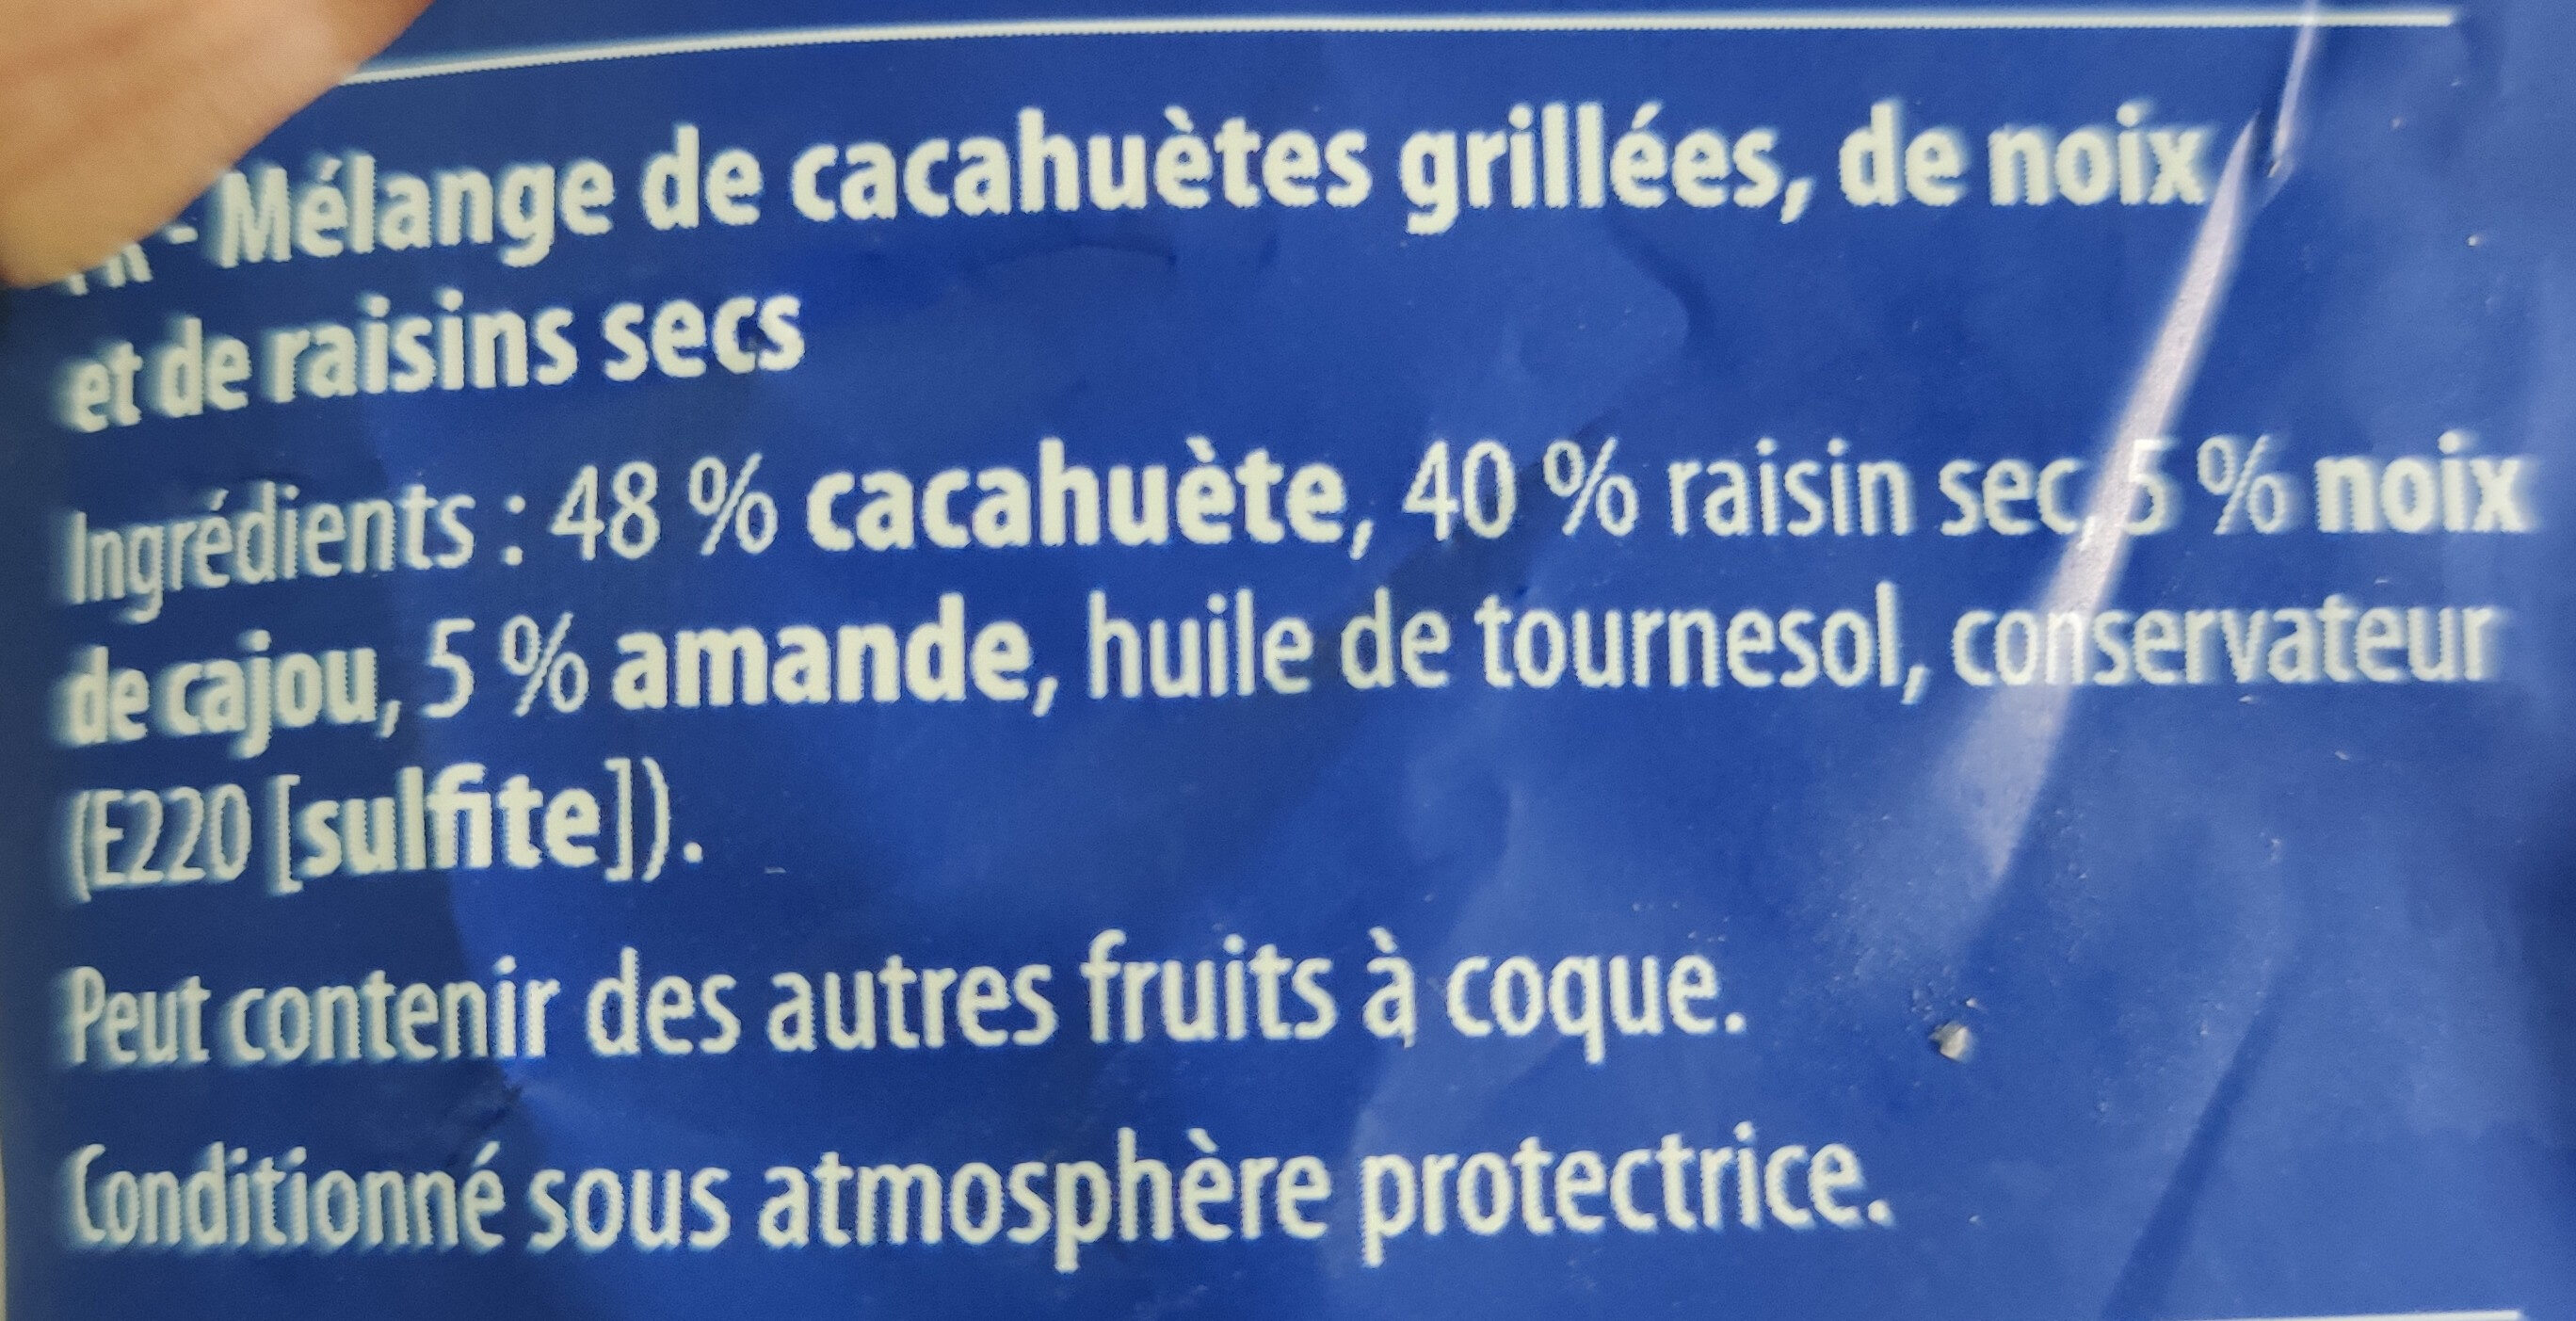 FR - Mélange de cacahuètes grillées, de noix
et de raisins secs
Ingrédients : 48 % cacahuète, 40 % raisin sec, 5 % noix
de cajou, 5 % amande, huile de tournesol, conservateur
(E220 [sulfite]).
Peut contenir des autres fruits à coque.
Conditionné sous atmosphère protectrice.